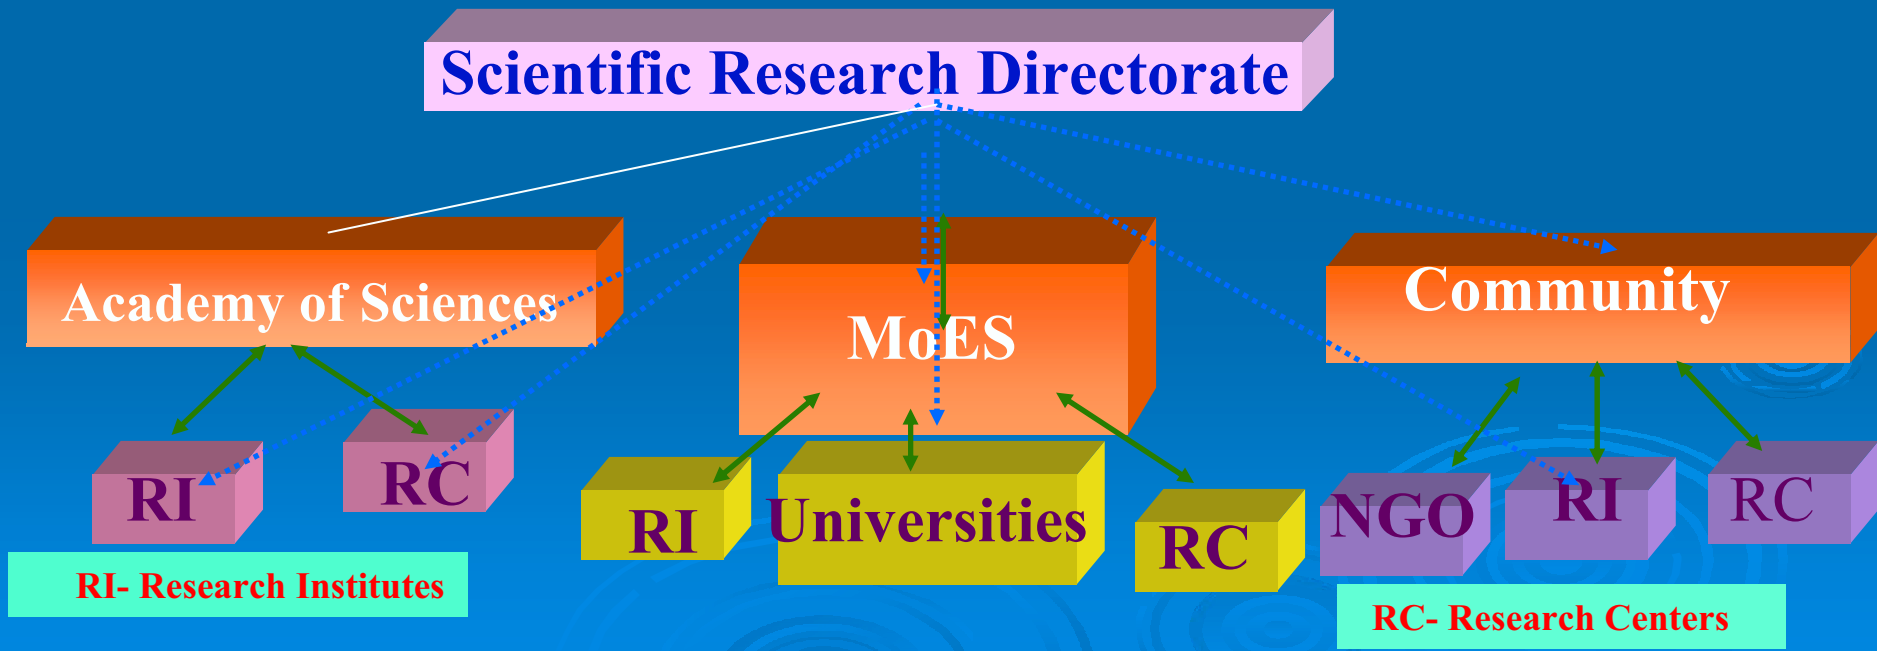 Scientific Research Directorate
Academy of Sciences
MoES
Community
RI
RC
RI
Universities
RC
NGO
RI
RC
RI- Research Institutes
RC- Research Centers